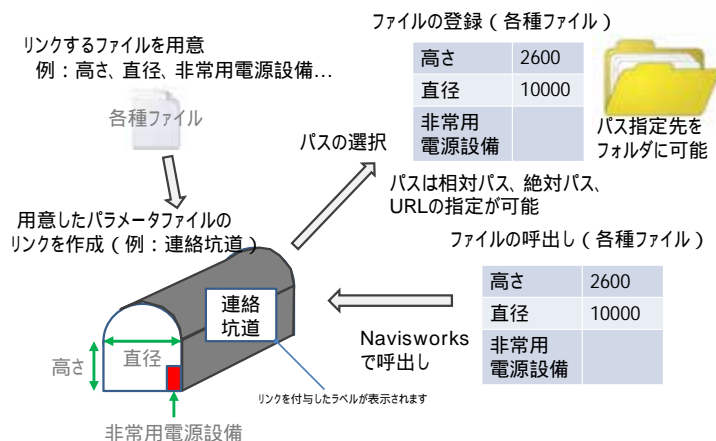 リンクするファイルを用意
例：高さ、直径、非常用電源設備…
各種ファイル
用意したパラメータファイルの
リンクを作成（例：連絡坑道）
パスの選択
ファイルの登録（各種ファイル）
高さ 2600
直径 10000
非常用
電源設備
パス指定先を
フォルダに可能
パスは相対パス、絶対パス、
URLの指定が可能
ファイルの呼出し（各種ファイル）
高さ 2600
直径 10000
非常用
電源設備
Navisworks
で呼出し
連絡
坑道
直径
高さ
リンクを付与したラベルが表示されます
非常用電源設備